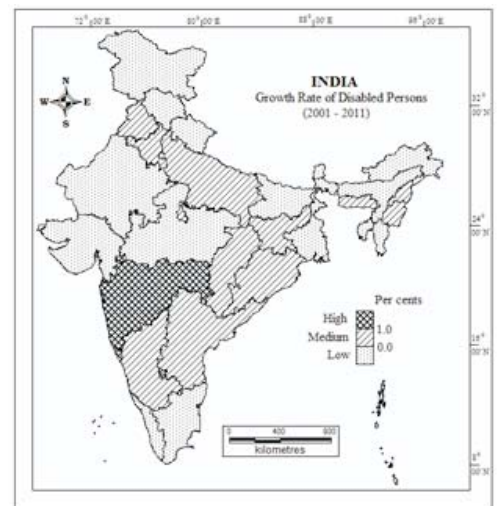 72° 00'E 80° 00'E 88° 00'E 96° 00'E
N
W E
S
INDIA
Growth Rate of Disabled Persons
(2001 - 2011)
32°
00'N
24°
00'N
Per cents
High
1.0
Medium
0.0
Low
16°
00'N
0 400 800
kilometres
8°
00'N